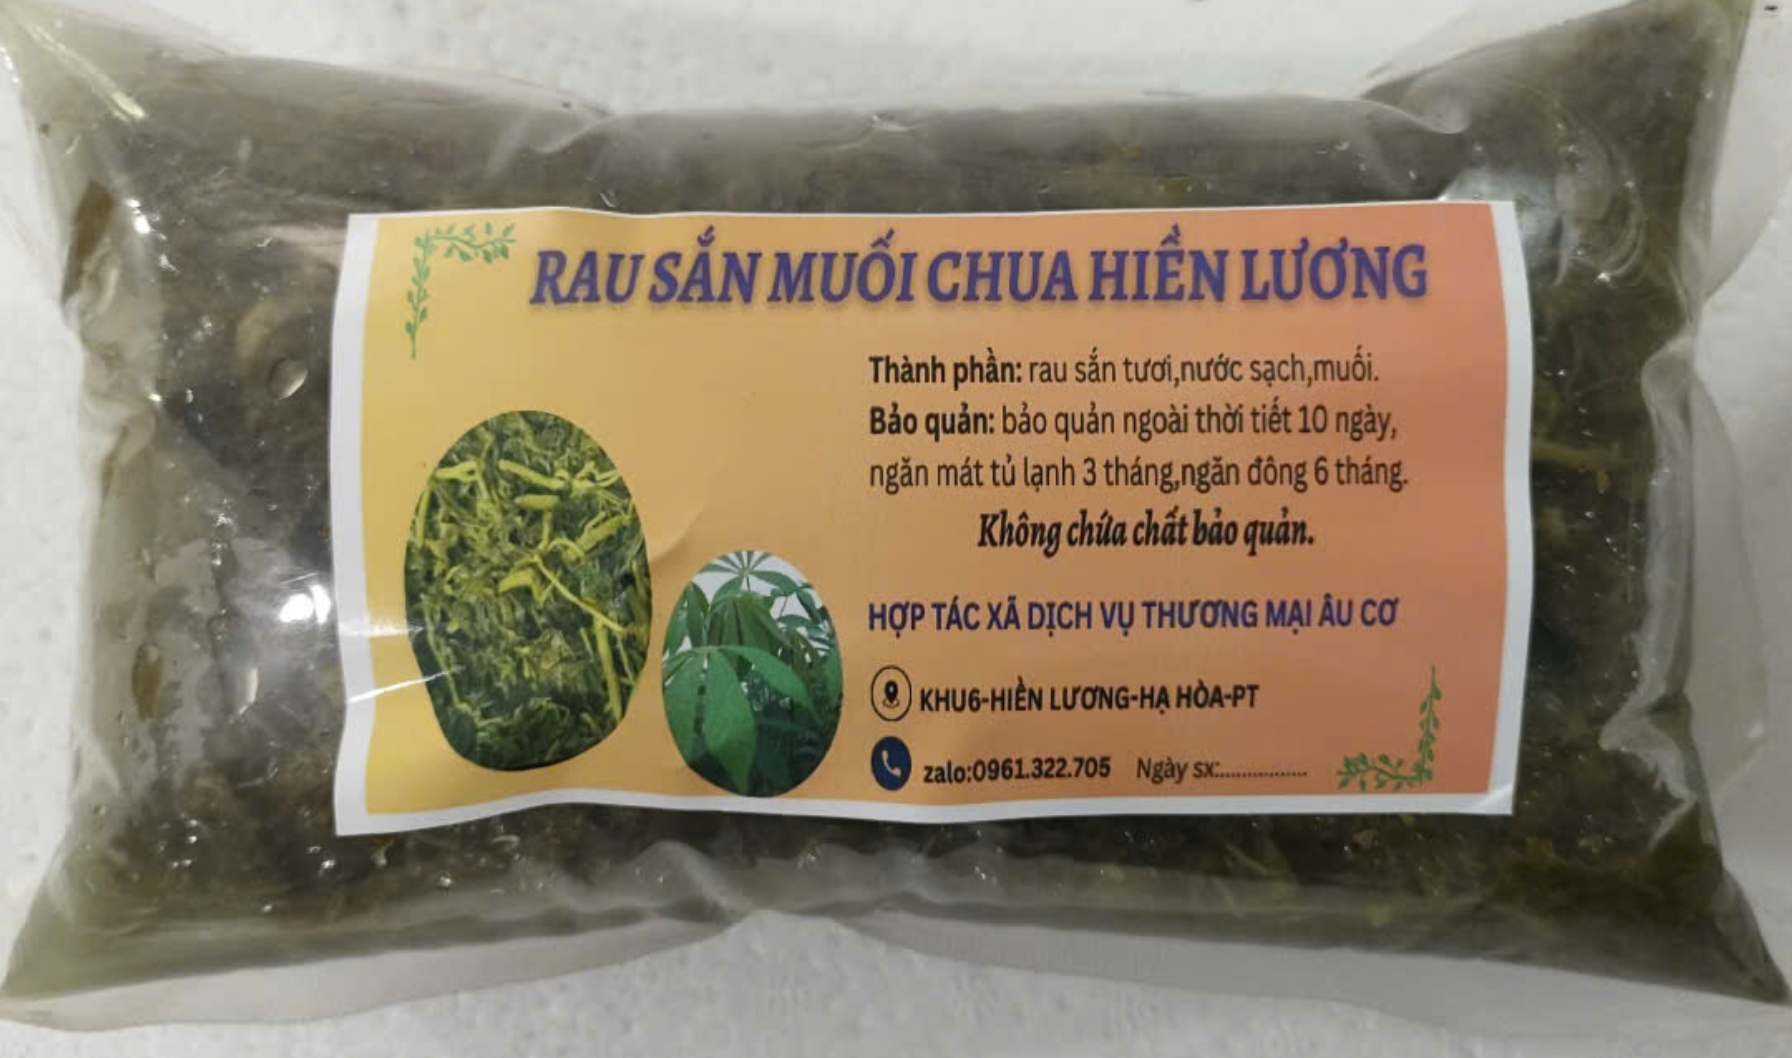 RAU SẮN MUỐI CHUA HIỀN LƯƠNG
Thành phần: rau sắn tươi,nước sạch,muối.
Bảo quản: bảo quản ngoài thời tiết 10 ngày,
ngăn mát tủ lạnh 3 tháng,ngăn đông 6 tháng.
Không chứa chất bảo quản.
HỢP TÁC XÃ DỊCH VỤ THƯƠNG MẠI ÂU CƠ
KHU6-HIỀN LƯƠNG-HẠ HÒA-PT
zalo:0961.322.705 Ngày sx:................